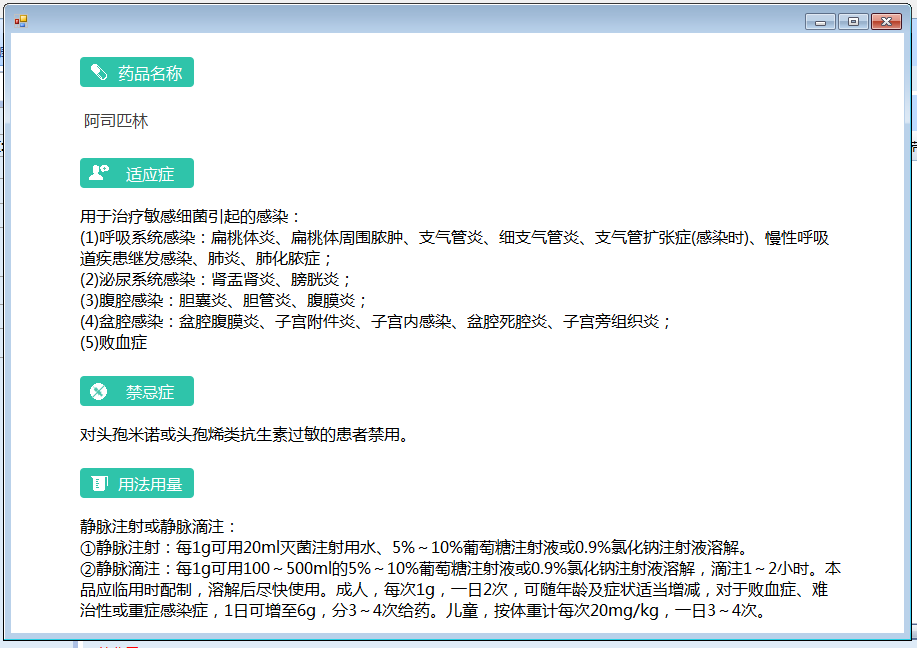 药品名称
阿司匹林
适应症
用于治疗敏感细菌引起的感染：
(1)呼吸系统感染：扁桃体炎、扁桃体周围脓肿、支气管炎、细支气管炎、支气管扩张症(感染时)、慢性呼吸
道疾患继发感染、肺炎、肺化脓症；
(2)泌尿系统感染：肾盂肾炎、膀胱炎；
(3)腹腔感染：胆囊炎、胆管炎、腹膜炎；
(4)盆腔感染：盆腔腹膜炎、子宫附件炎、子宫内感染、盆腔死腔炎、子宫旁组织炎；
(5)败血症
禁忌症
对头孢米诺或头孢烯类抗生素过敏的患者禁用。
用法用量
静脉注射或静脉滴注：
①静脉注射：每1g可用20ml灭菌注射用水、5%～10%葡萄糖注射液或0.9%氯化钠注射液溶解。
②静脉滴注：每1g可用100～500ml的5%～10%葡萄糖注射液或0.9%氯化钠注射液溶解，滴注1～2小时。本
品应临用时配制，溶解后尽快使用。成人，每次1g，一日2次，可随年龄及症状适当增减，对于败血症、难
治性或重症感染症，1日可增至6g，分3～4次给药。儿童，按体重计每次20mg/kg，一日3～4次。